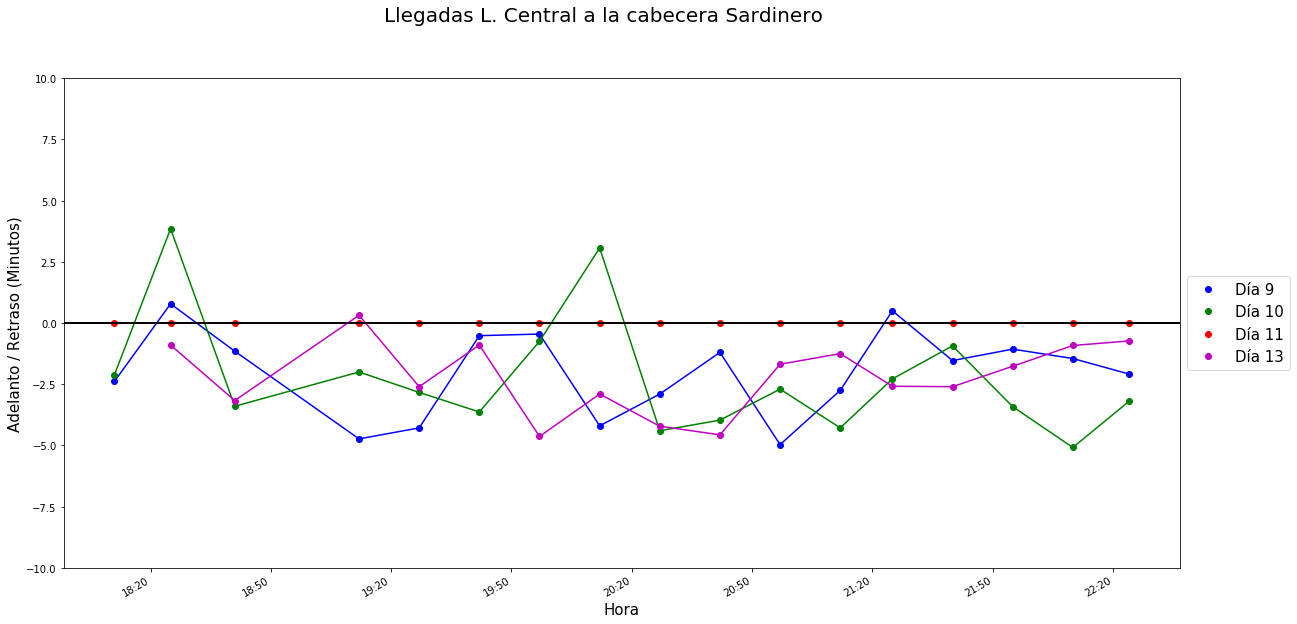 Llegadas L. Central a la cabecera Sardinero
Adelanto / Retraso (Minutos)
10.0
7.5
5.0
2.5
0.0
−2.5
−5.0
−7.5
−10.0
18:20
18:50
19:20
19:50
20:20
20:50
21:20
21:50
22:20
Hora
Día 9
Día 10
Día 11
Día 13